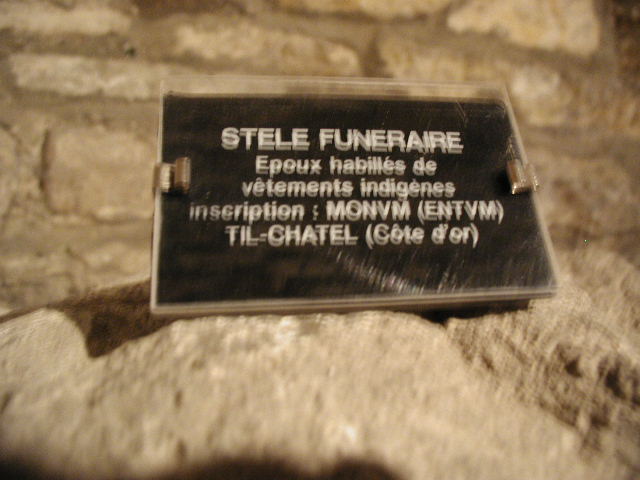 STELE FUNERAIRE
Epoux habillés de
vêtements indigènes
inscription : MONVM (ENTVM)
TIL-CHATEL (Côte d'or)